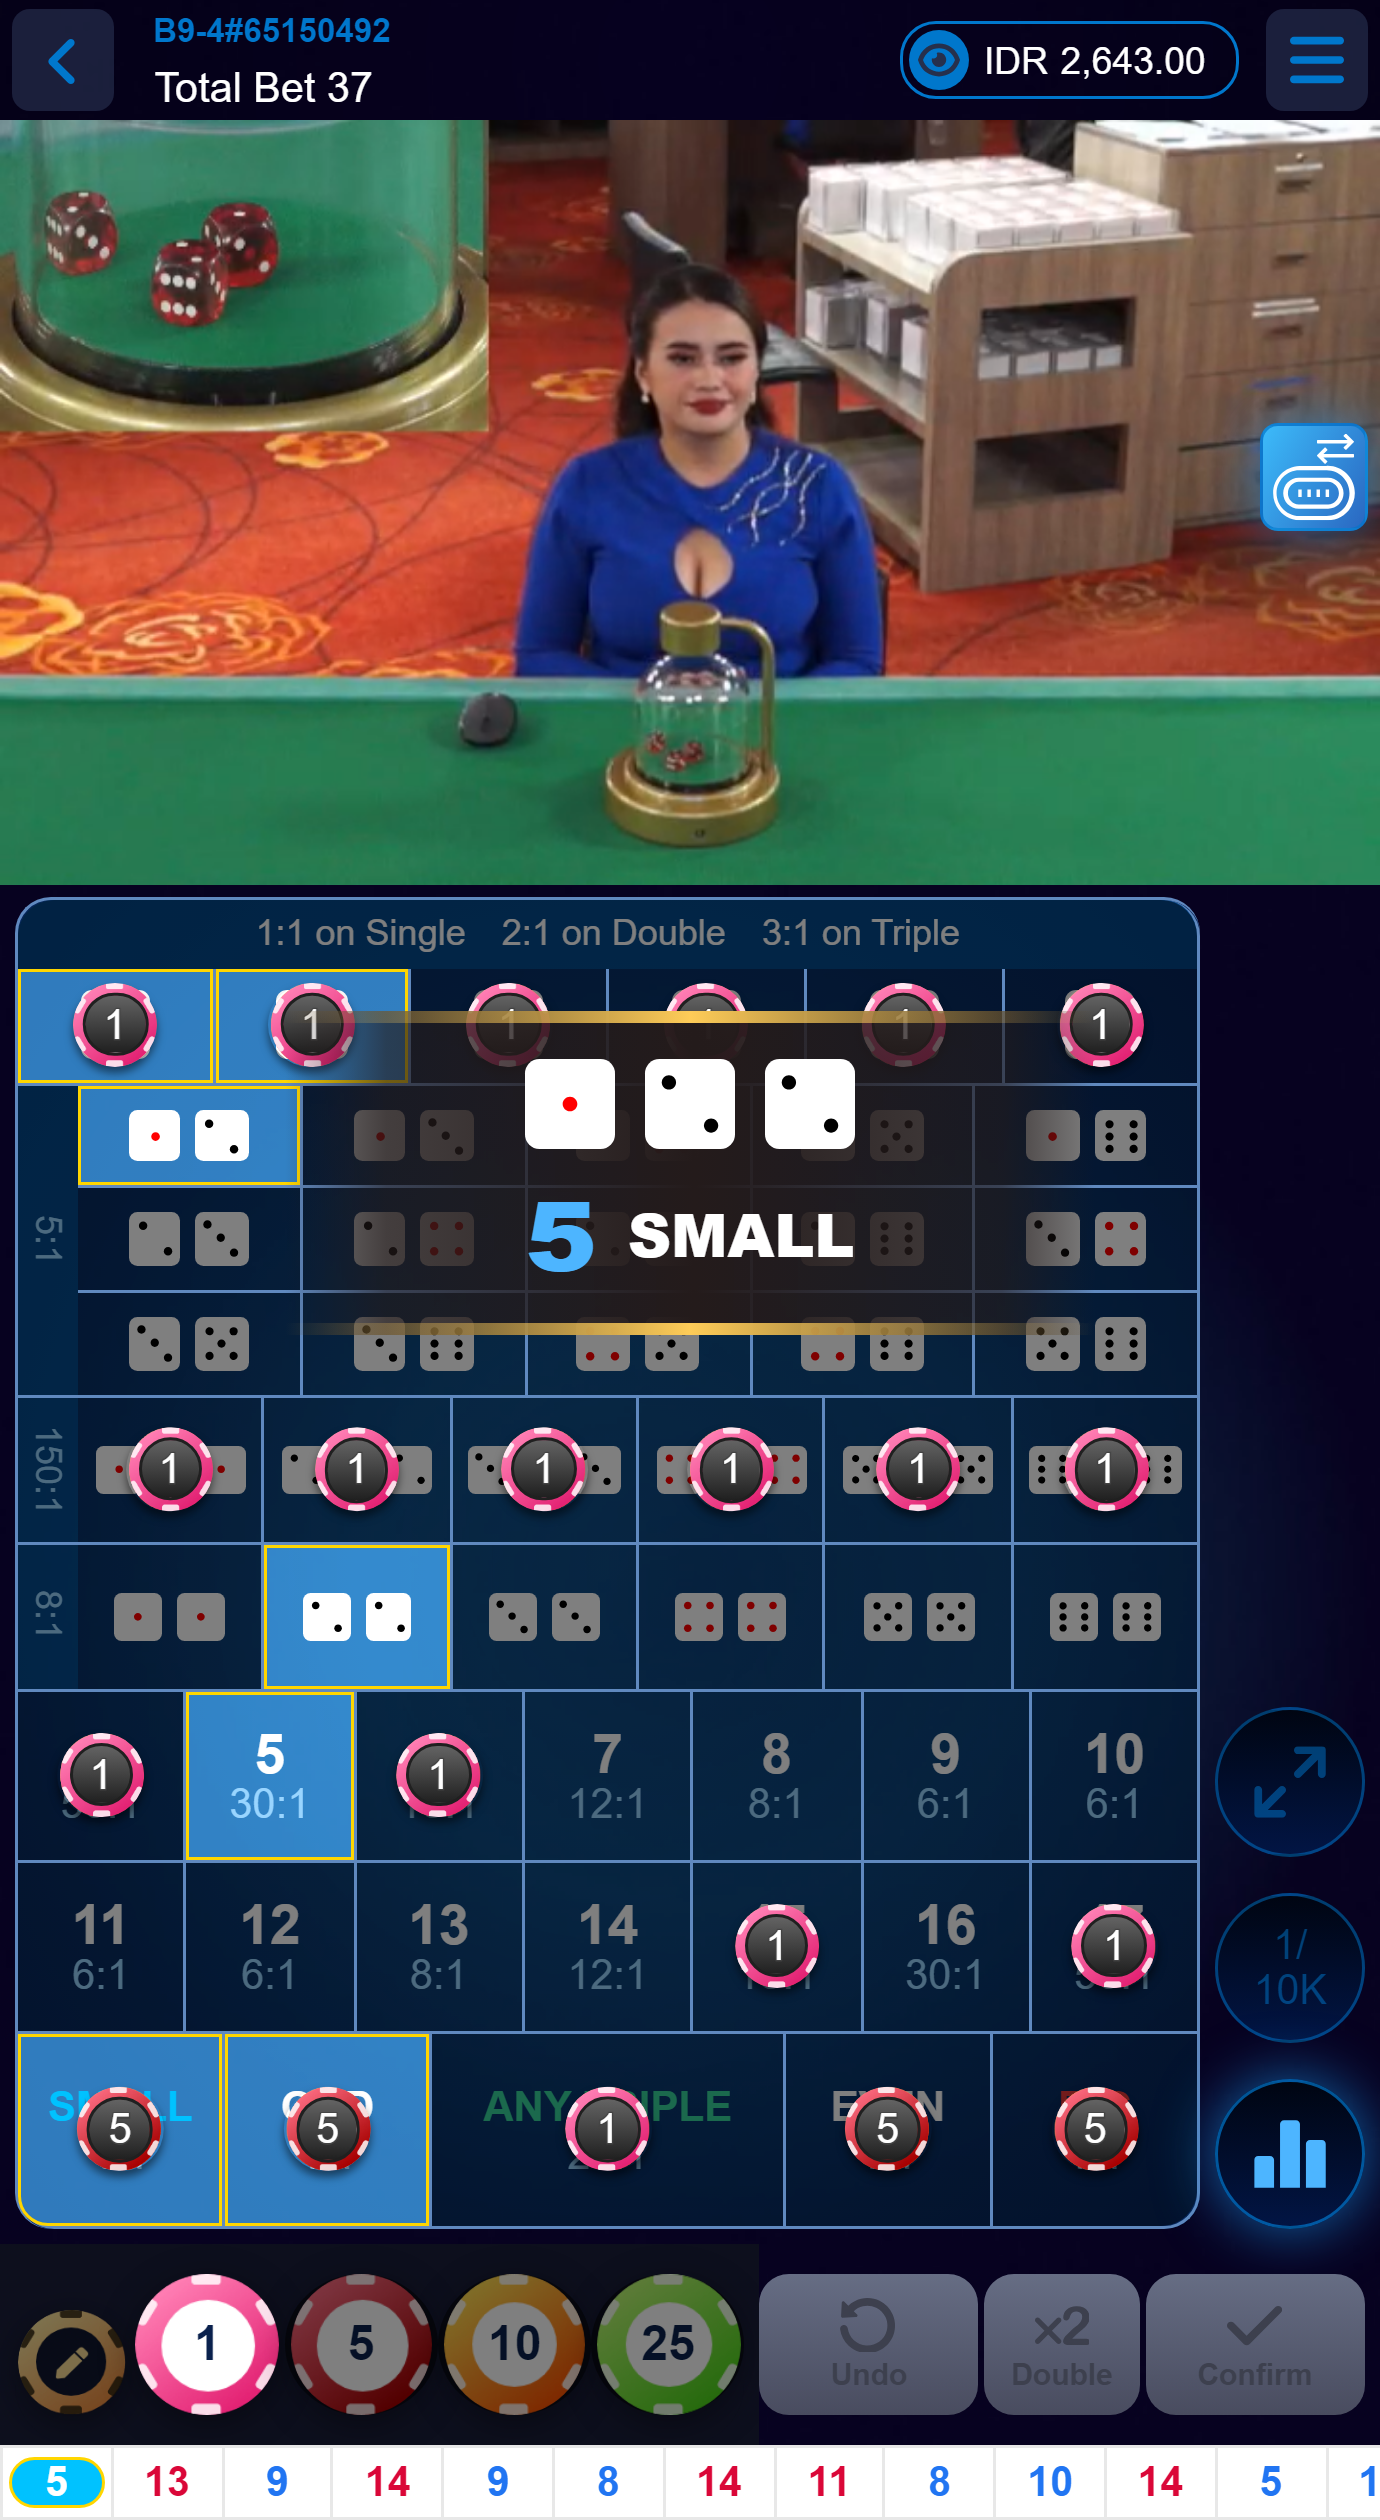 B9-4#65150492
Total Bet 37
IDR 2,643.00
1:1 on Single 2:1 on Double 3:1 on Triple
1 1 1 1 1 1
5:1
5 SMALL
150:1
1 1 1 1 1 1
8:1
1 5 1 7 8 9 10
30:1 12:1 8:1 6:1 6:1
11 12 13 14 1 16 1
6:1 6:1 8:1 12:1 30:1
5 5 1 5 5
1/
10K
1 5 10 25
x2
Undo Double Confirm
5 13 9 14 9 8 14 11 8 10 14 5